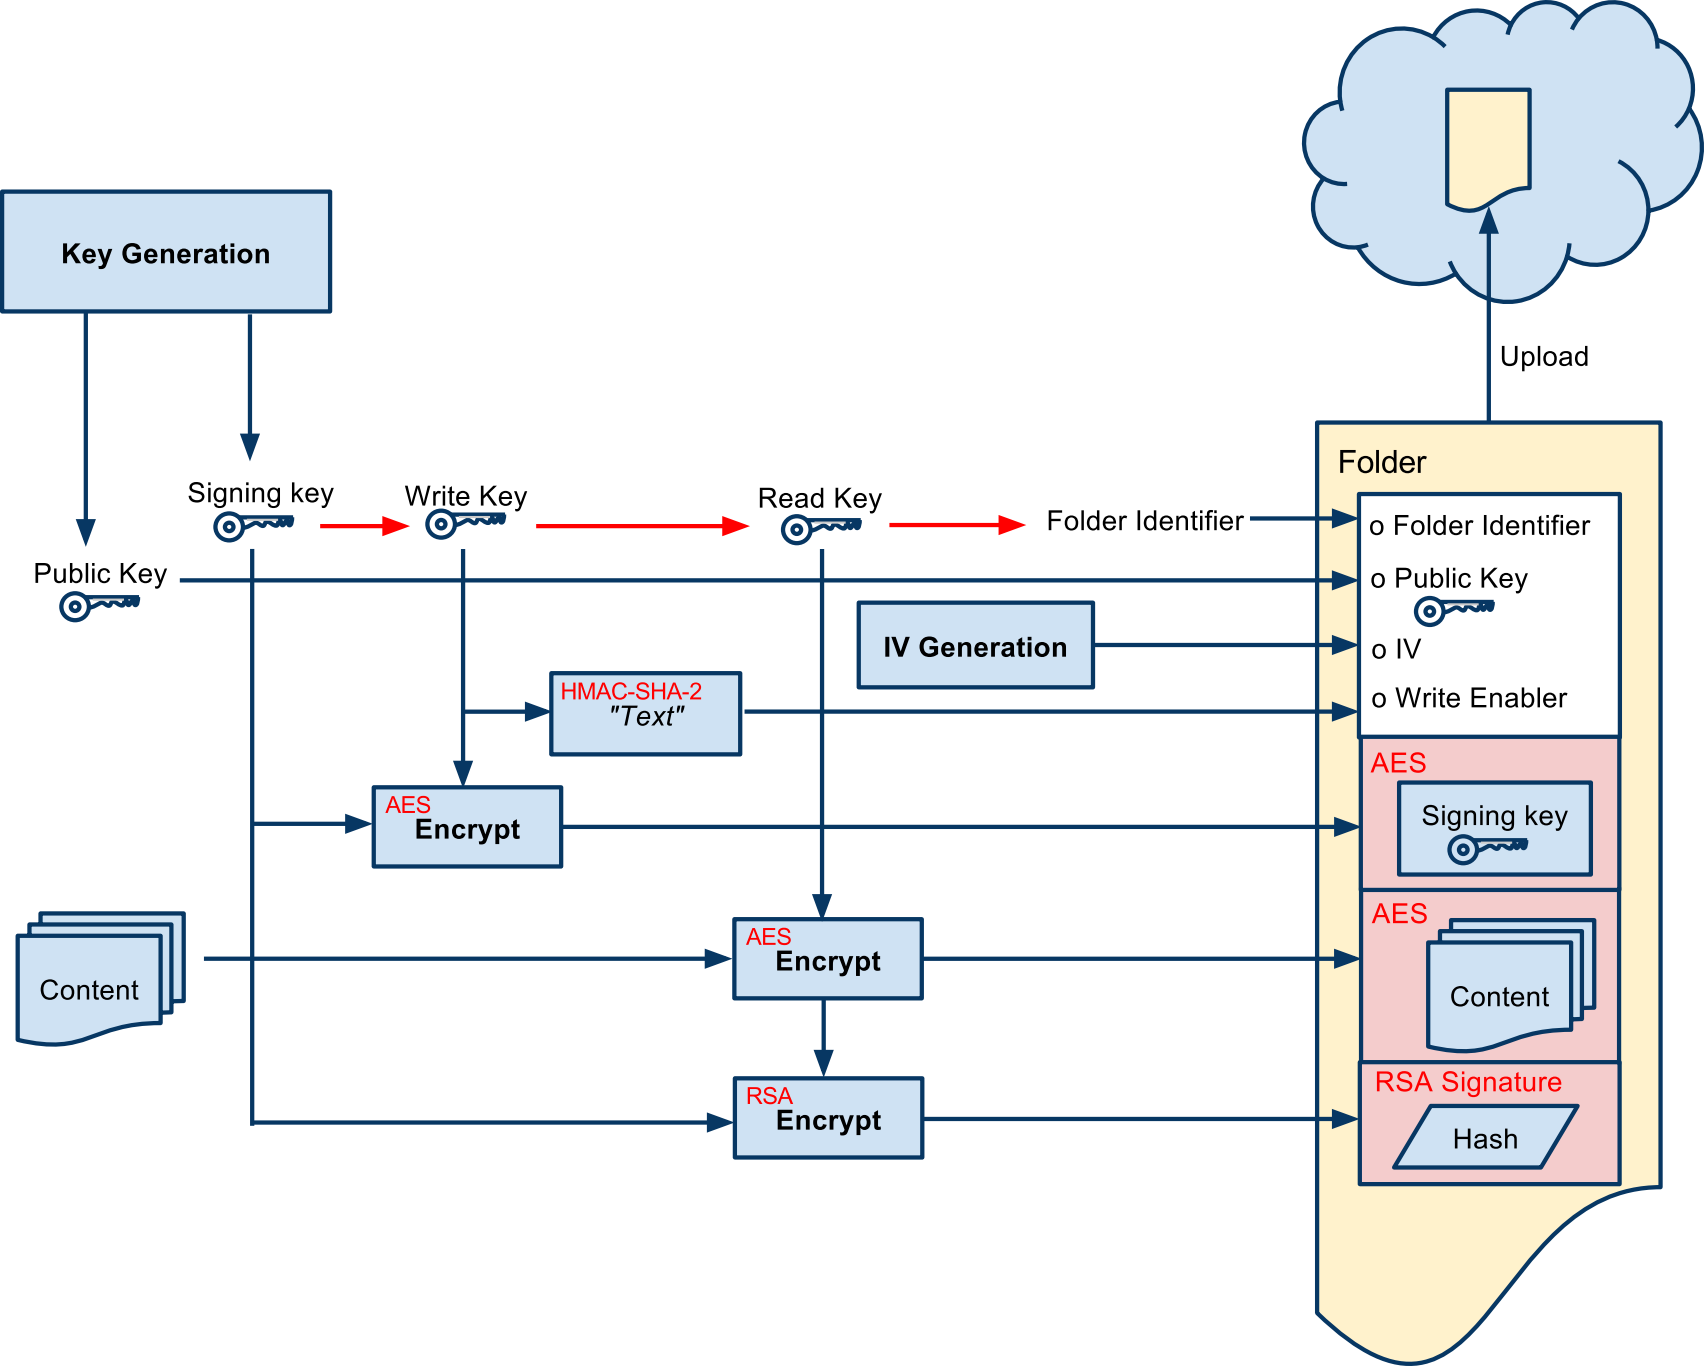 Key Generation
Upload
Folder
Signing key
Write Key
Read Key
Folder Identifier
o Folder Identifier
Public Key
o Public Key
IV Generation
o IV
HMAC-SHA-2
"Text"
o Write Enabler
AES
Encrypt
AES
Signing key
Content
AES
Encrypt
AES
Content
RSA
Encrypt
RSA Signature
Hash